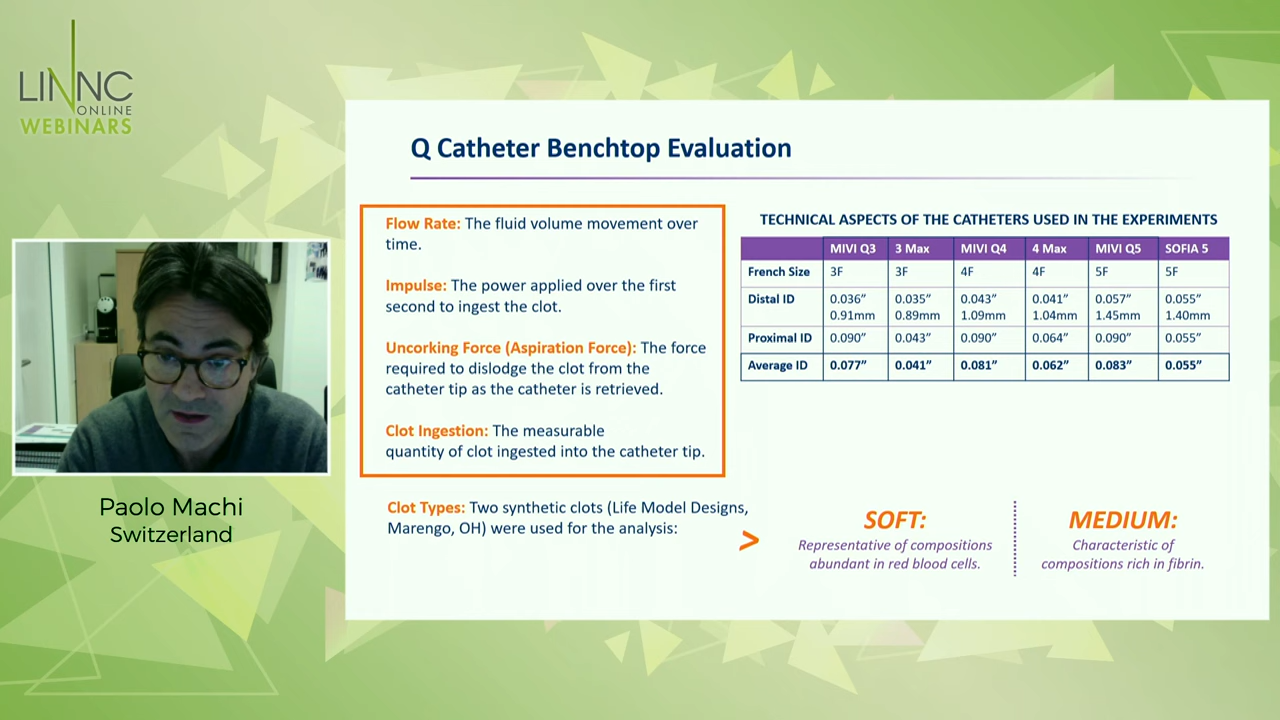 LINNC
ONLINE
WEBINARS
Paolo Machi
Switzerland
Q Catheter Benchtop Evaluation
Flow Rate: The fluid volume movement over
time.
Impulse: The power applied over the first
second to ingest the clot.
Uncorking Force (Aspiration Force): The force
required to dislodge the clot from the
catheter tip as the catheter is retrieved.
Clot Ingestion: The measurable
quantity of clot ingested into the catheter tip.
Clot Types: Two synthetic clots (Life Model Designs,
Marengo, OH) were used for the analysis:
TECHNICAL ASPECTS OF THE CATHETERS USED IN THE EXPERIMENTS
MIVI Q3 3 Max MIVI Q4 4 Max MIVI Q5 SOFIA 5
French Size 3F 3F 4F 4F 5F 5F
Distal ID 0.036” 0.035” 0.043” 0.041” 0.057” 0.055”
0.91mm 0.89mm 1.09mm 1.04mm 1.45mm 1.40mm
Proximal ID 0.090” 0.043” 0.090” 0.064” 0.090” 0.055”
Average ID 0.077” 0.041” 0.081” 0.062” 0.083” 0.055”
>
SOFT:
Representative of compositions
abundant in red blood cells.
MEDIUM:
Characteristic of
compositions rich in fibrin.